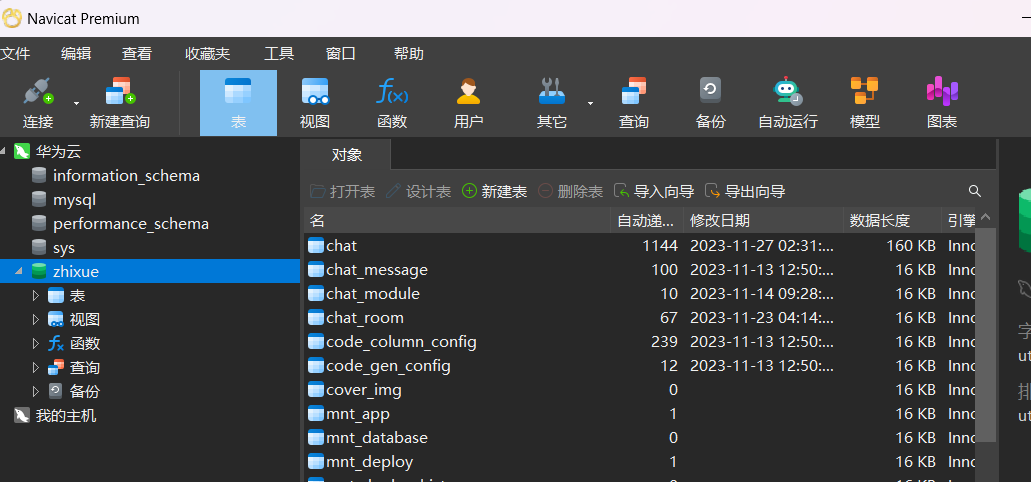 Navicat Premium
文件 编辑 查看 收藏夹 工具 窗口 帮助
连接 新建查询 表 视图 函数 用户 其它 查询 备份 自动运行 模型 图表
华为云
information_schema
mysql
performance_schema
sys
zhixue
表
视图
函数
查询
备份
我的主机
对象
打开表 设计表 新建表 删除表 导入向导 导出向导
名 自动递... 修改日期 数据长度 引擎
chat 1144 2023-11-27 02:31:... 160 KB Inno
chat_message 100 2023-11-13 12:50:... 16 KB Inno
chat_module 10 2023-11-14 09:28:... 16 KB Inno
chat_room 67 2023-11-23 04:14:... 16 KB Inno
code_column_config 239 2023-11-13 12:50:... 16 KB Inno
code_gen_config 12 2023-11-13 12:50:... 16 KB Inno
cover_img 0 16 KB Inno
mnt_app 1 16 KB Inno
mnt_database 0 16 KB Inno
mnt_deploy 1 16 KB Inno
字
ut
排
ut